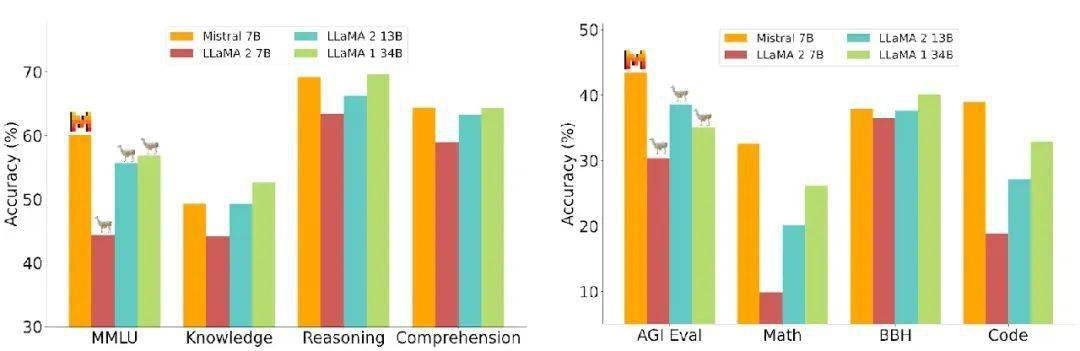 Mistral 7B
LLaMA 2 13B
LLaMA 2 7B
LLaMA 1 34B
Accuracy (%)
70
60
50
40
30
MMLU
Knowledge
Reasoning
Comprehension
Mistral 7B
LLaMA 2 13B
LLaMA 2 7B
LLaMA 1 34B
Accuracy (%)
50
40
30
20
10
AGI Eval
Math
BBH
Code